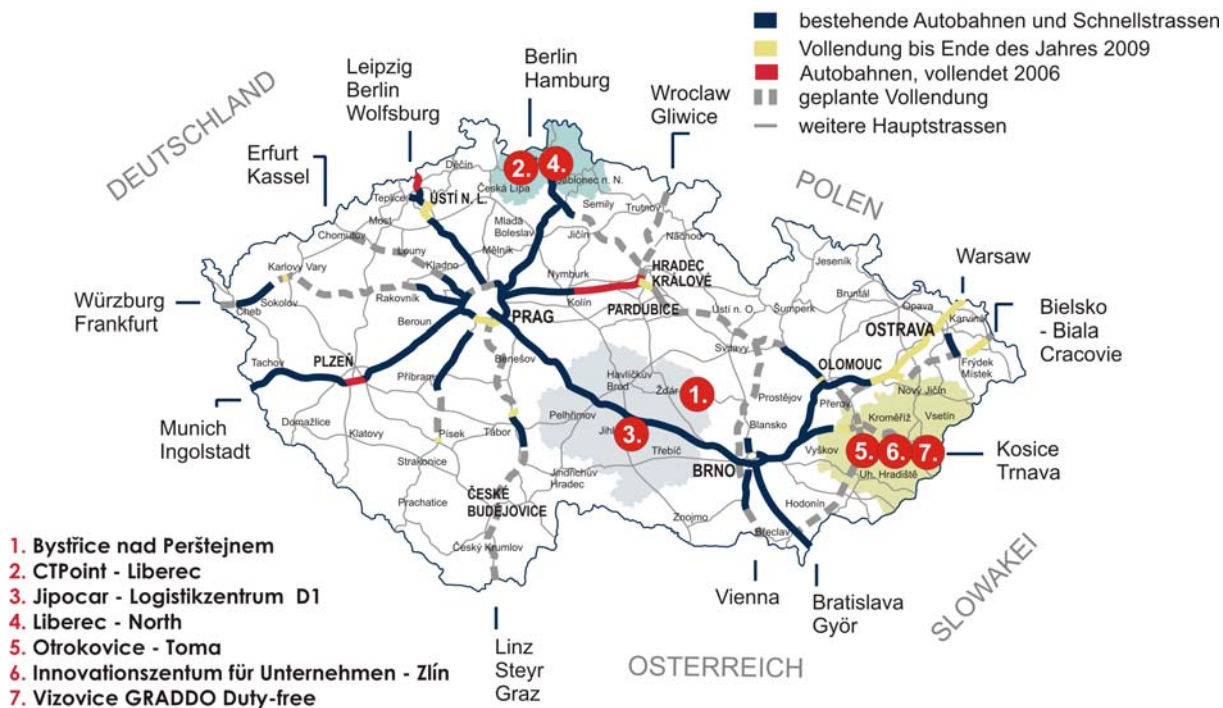 bestehende Autobahnen und Schnellstrassen
Vollendung bis Ende des Jahres 2009
Autobahnen, vollendet 2006
geplante Vollendung
weitere Hauptstrassen
DEUTSCHLAND
POLEN
SLOWAKEI
OSTERREICH
Leipzig
Berlin
Wolfsburg
Berlin
Hamburg
Wroclaw
Gliwice
Erfurt
Kassel
Würzburg
Frankfurt
Munich
Ingolstadt
Warsaw
Bielsko
- Biala
Cracovie
Kosice
Trnava
Vienna
Bratislava
Györ
Linz
Steyr
Graz
2.
4.
1.
3.
5.
6.
7.
Děčín
Teplice
ÚSTÍ N. L.
Česká Lípa
Jablonec n. N.
Most
Chomutov
Louny
Mělník
Mladá
Boleslav
Semily
Jičín
Trutnov
Náchod
Karlovy Vary
Sokolov
Cheb
Kladno
Rakovník
Beroun
PRAG
Nymburk
Kolín
HRADEC
KRÁLOVÉ
PARDUBICE
Ústí n. O.
Svitavy
Šumperk
Jeseník
Bruntál
Opava
OSTRAVA
Karviná
Frýdek
Místek
Nový Jičín
OLOMOUC
Přerov
Prostějov
Kroměříž
Vsetín
Tachov
PLZEŇ
Domažlice
Klatovy
Příbram
Benešov
Písek
Tábor
Strakonice
Prachatice
ČESKÉ
BUDĚJOVICE
Český Krumlov
Jindřichův
Hradec
Pelhřimov
Havlíčkův
Brod
Žďár
Třebíč
Blansko
BRNO
Vyškov
Znojmo
Hodonín
Břeclav
Uh. Hradiště
1. Bystřice nad Perštejnem
2. CTPoint - Liberec
3. Jipocar - Logistikzentrum D1
4. Liberec - North
5. Otrokovice - Toma
6. Innovationszentum für Unternehmen - Zlín
7. Vizovice GRADDO Duty-free